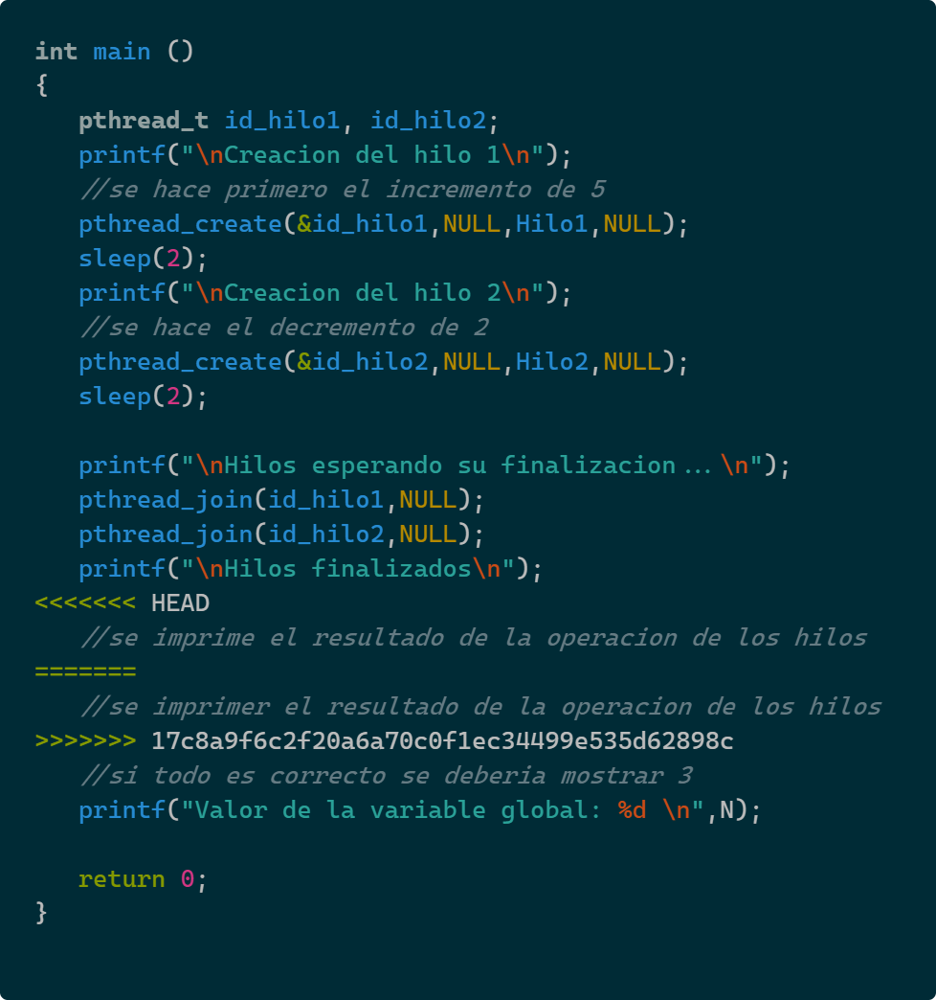 int main ()
{
   pthread_t id_hilo1, id_hilo2;
   printf("\nCreacion del hilo 1\n");
   //se hace primero el incremento de 5
   pthread_create(&id_hilo1,NULL,Hilo1,NULL);
   sleep(2);
   printf("\nCreacion del hilo 2\n");
   //se hace el decremento de 2
   pthread_create(&id_hilo2,NULL,Hilo2,NULL);
   sleep(2);

   printf("\nHilos esperando su finalizacion...\n");
   pthread_join(id_hilo1,NULL);
   pthread_join(id_hilo2,NULL);
   printf("\nHilos finalizados\n");
<<<<<<< HEAD
   //se imprime el resultado de la operacion de los hilos
=======
   //se imprimer el resultado de la operacion de los hilos
>>>>>>> 17c8a9f6c2f20a6a70c0f1ec34499e535d62898c
   //si todo es correcto se deberia mostrar 3
   printf("Valor de la variable global: %d \n",N);

   return 0;
}